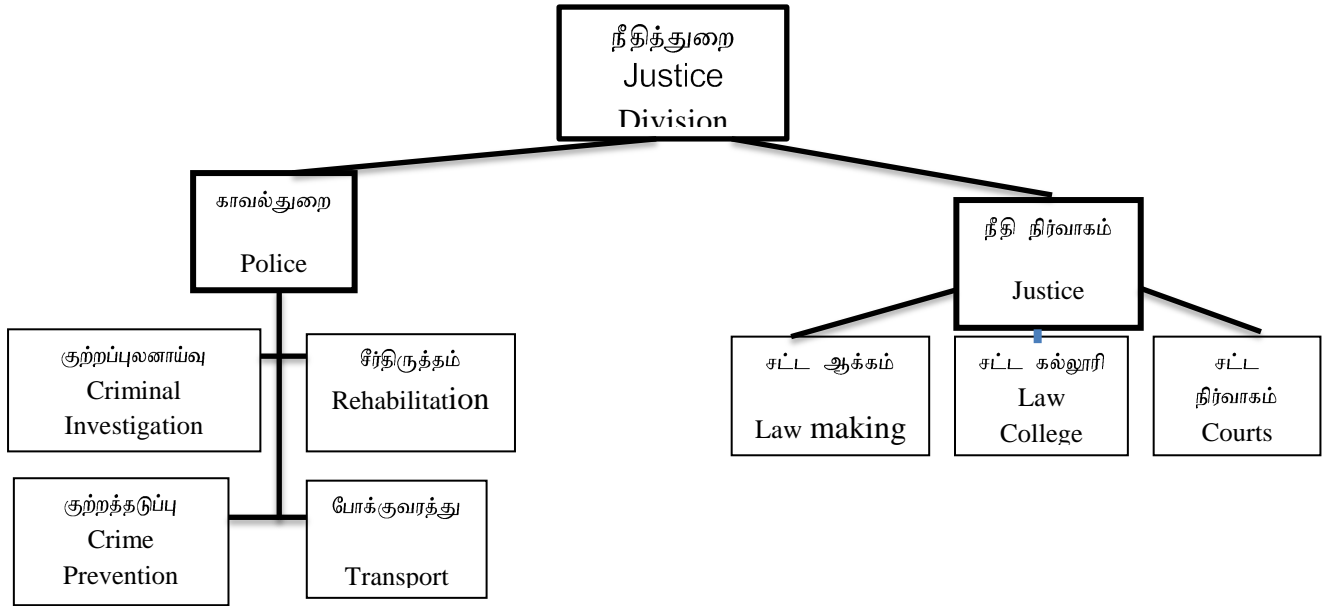 நீதித்துறை
Justice
Division
காவல்துறை
Police
நீதி நிர்வாகம்
Justice
குற்றப்புலனாய்வு
Criminal
Investigation
சீர்திருத்தம்
Rehabilitation
சட்ட ஆக்கம்
Law making
சட்ட கல்லூரி
Law
College
சட்ட
நிர்வாகம்
Courts
குற்றத்தடுப்பு
Crime
Prevention
போக்குவரத்து
Transport